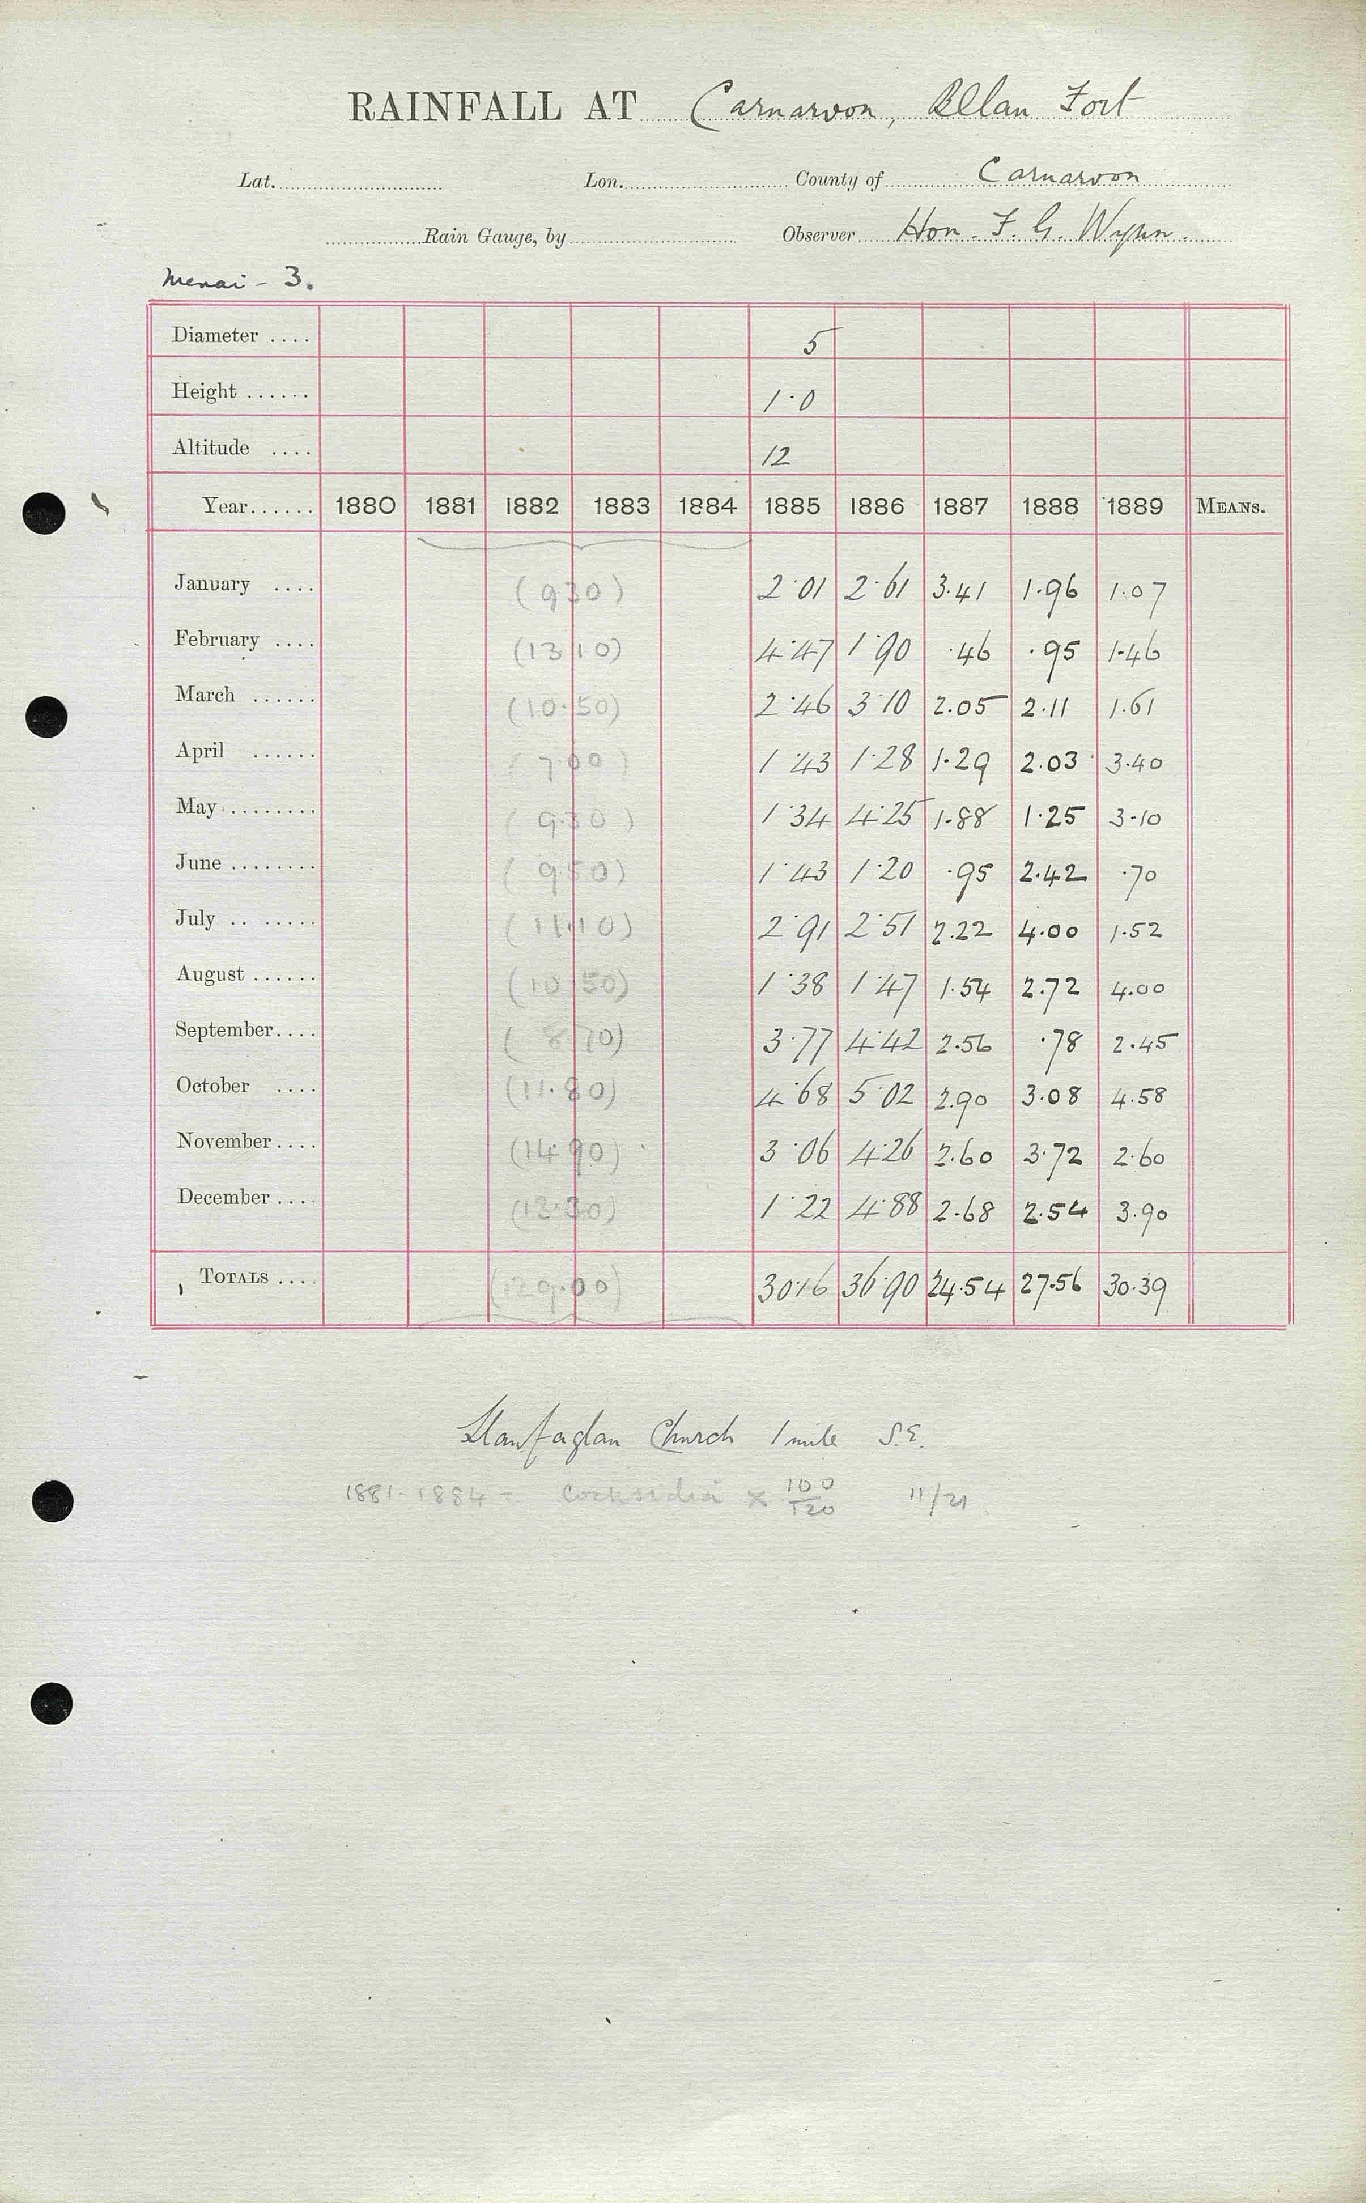 RAINFALL AT Carnarvon, Belan Fort
Lat. Lon. County of Carnarvon
Rain Gauge, by Observer Hon. F. G. Wynn.
Menai - 3.
Diameter .... 5
Height ...... 1·0
Altitude .... 12
Year...... 1880 1881 1882 1883 1884 1885 1886 1887 1888 1889 MEANS.
January .... (9 30) 2·01 2·61 3·41 1·96 1·07
February .... (13 10) 4·47 1·90 ·46 ·95 1·46
March ...... (10·50) 2·46 3·10 2.05 2·11 1·61
April ...... (7 00) 1·43 1·28 1·29 2.03 3·40
May ........ (9·30) 1·34 4·25 1·88 1·25 3·10
June ........ (9 50) 1·43 1·20 ·95 2·42 ·70
July ........ (11·10) 2·91 2·51 2.22 4·00 1·52
August ...... (10 50) 1·38 1·47 1·54 2.72 4.00
September.... (8 70) 3·77 4·42 2·56 ·78 2·45
October .... (11·80) 4·68 5·02 2.90 3·08 4·58
November.... (14 90) 3·06 4·26 2·60 3·72 2·60
December .... (13·30) 1·22 4·88 2·68 2·54 3·90
TOTALS .... (129·00) 30·16 36·90 24·54 27·56 30·39
Llanfaglan Church 1 mile S.E.
1881-1884 = Cocksidia × 100/120 11/21